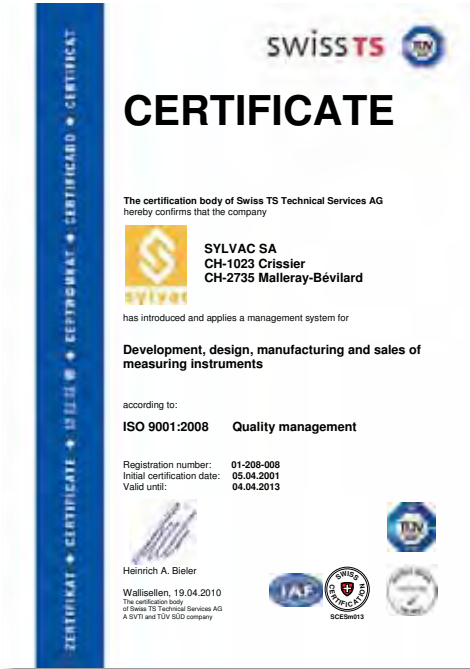 swiss TS
TÜV
CERTIFICATE
The certification body of Swiss TS Technical Services AG
hereby confirms that the company
sylvac
SYLVAC SA
CH-1023 Crissier
CH-2735 Malleray-Bévilard
has introduced and applies a management system for
Development, design, manufacturing and sales of
measuring instruments
according to:
ISO 9001:2008 Quality management
Registration number: 01-208-008
Initial certification date: 05.04.2001
Valid until: 04.04.2013
TÜV
Heinrich A. Bieler
Wallisellen, 19.04.2010
The certification body
of Swiss TS Technical Services AG
A SVTI and TÜV SÜD company
IAF
SWISS
CERTIFICATION
SCESm013
ZERTIFIKAT ◆ CERTIFICATE ◆ ◆ ◆ CERTIFICADO ◆ CERTIFICAT